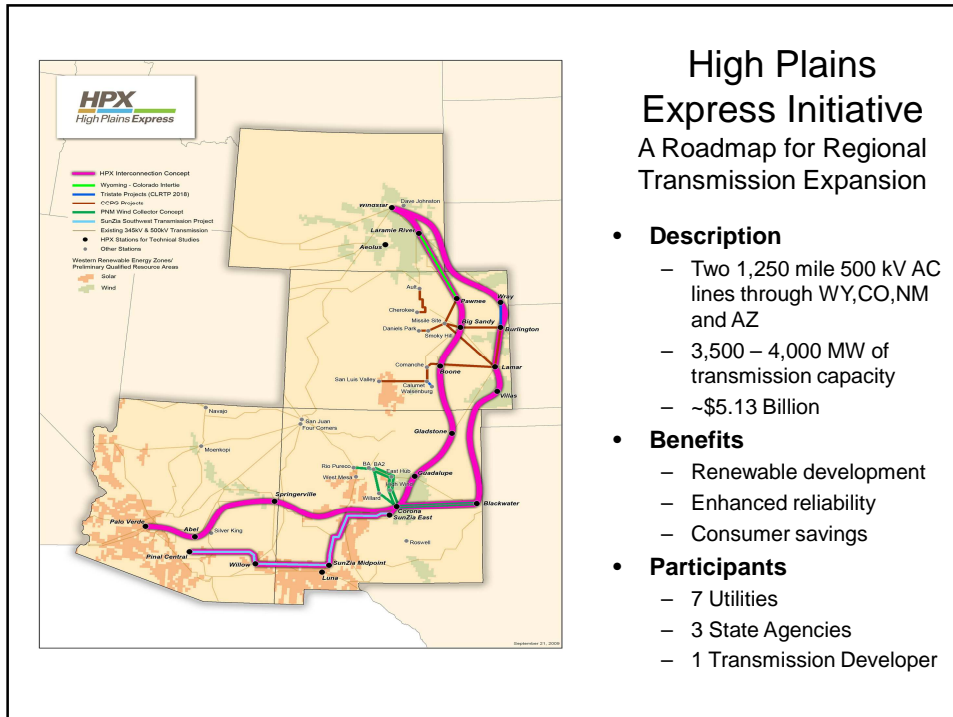 HPX
High Plains Express
HPX Interconnection Concept
Wyoming - Colorado Intertie
Tristate Projects (CLRTP 2018)
CCPG Projects
PNM Wind Collector Concept
SunZia Southwest Transmission Project
Existing 345kV & 500kV Transmission
HPX Stations for Technical Studies
Other Stations
Western Renewable Energy Zones/
Preliminary Qualified Resource Areas
Solar
Wind
Windstar
Dave Johnston
Laramie River
Aeolus
Ault
Cherokee
Pawnee
Wray
Missile Site
Big Sandy
Daniels Park
Smoky Hill
Burlington
Comanche
Boone
Lamar
San Luis Valley
Calumet
Walsenburg
Villas
Navajo
San Juan
Four Corners
Gladstone
Moenkopi
Rio Puerco
BA
BA2
Guadalupe
West Mesa
East Hub
Willard
Springerville
Blackwater
Corona
SunZia East
Palo Verde
Abel
Silver King
Roswell
Pinal Central
Willow
SunZia Midpoint
Luna
September 21, 2009
High Plains
Express Initiative
A Roadmap for Regional
Transmission Expansion
• Description
– Two 1,250 mile 500 kV AC
lines through WY,CO,NM
and AZ
– 3,500 – 4,000 MW of
transmission capacity
– ~$5.13 Billion
• Benefits
– Renewable development
– Enhanced reliability
– Consumer savings
• Participants
– 7 Utilities
– 3 State Agencies
– 1 Transmission Developer